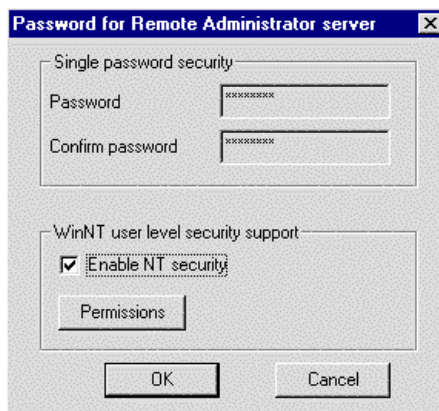 Password for Remote Administrator server
Single password security
Password
********
Confirm password
********
WinNT user level security support
Enable NT security
Permissions
OK
Cancel